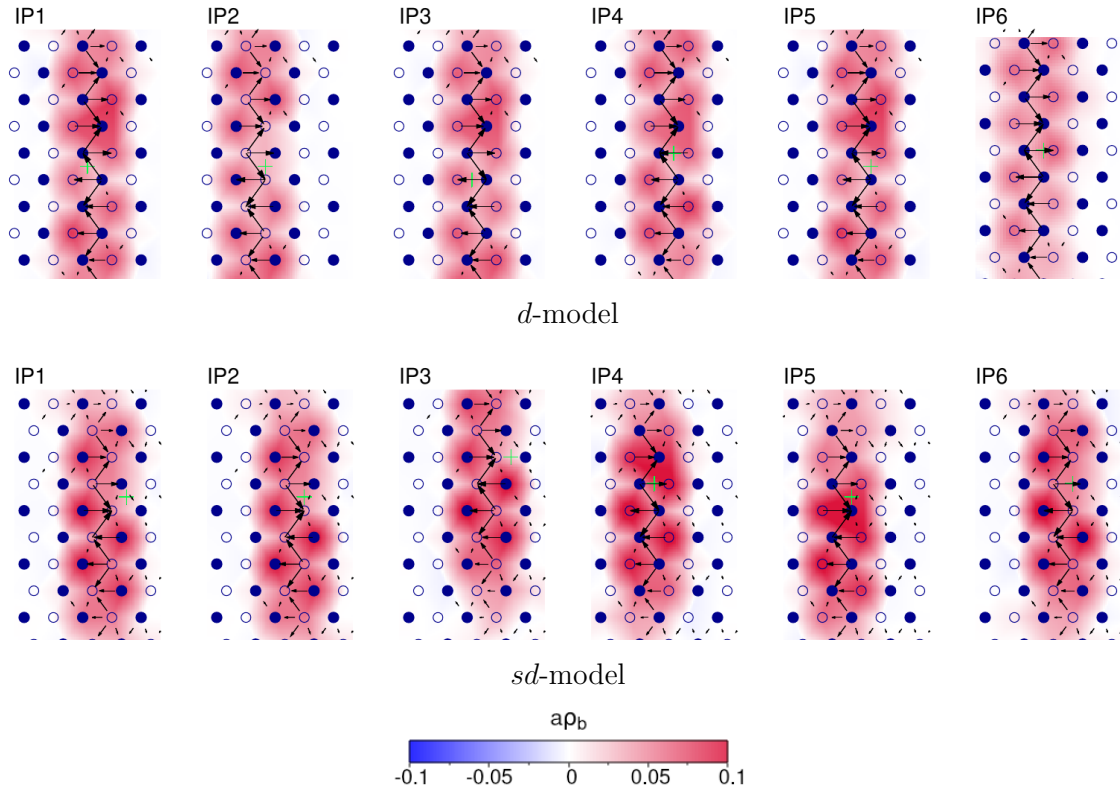 IP1 IP2 IP3 IP4 IP5 IP6
d-model
IP1 IP2 IP3 IP4 IP5 IP6
sd-model
aρb
-0.1 -0.05 0 0.05 0.1